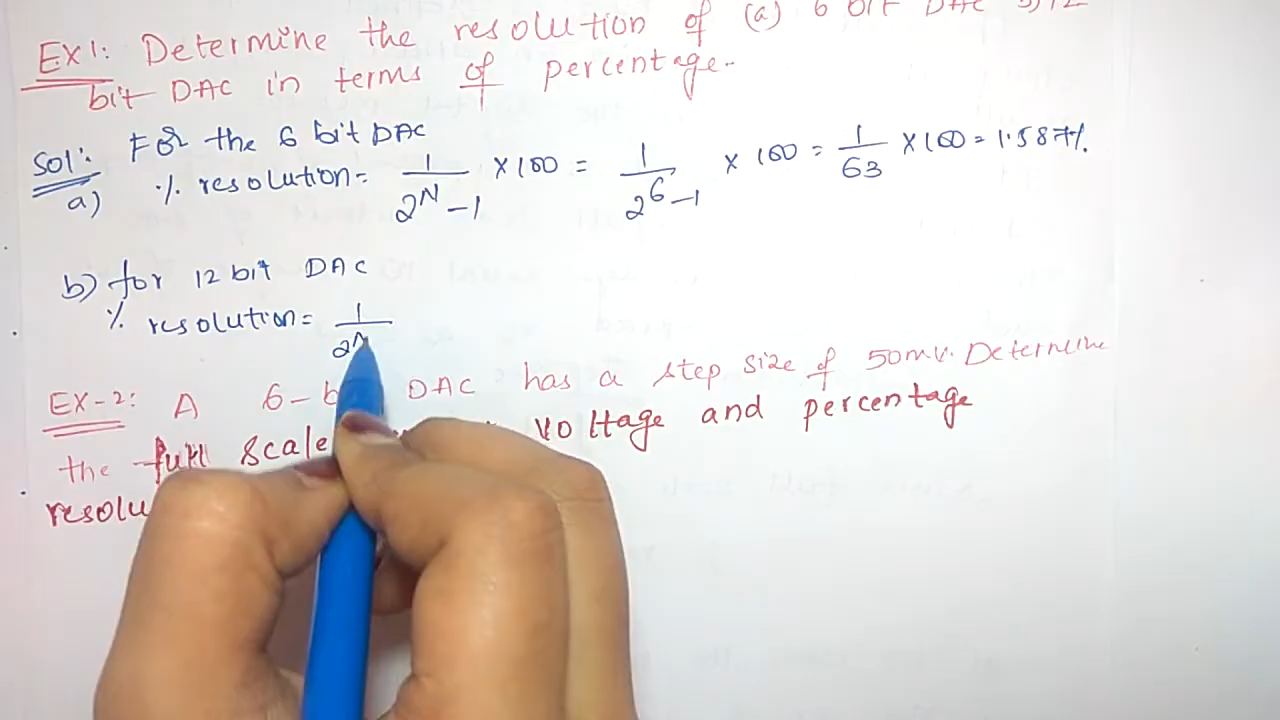 EX1: Determine the resolution of (a) 6 bit DAC
bit DAC in terms of percentage.
Sol: For the 6 bit DAC
a) % resolution = 1/2^N-1 ×100 = 1/2^6-1 × 100 = 1/63 ×100 = 1.587%
b) for 12 bit DAC
% resolution = 1/2^N
EX-2: A 6-b DAC has a step size of 50mv. Determine
the full scale voltage and percentage
resolu